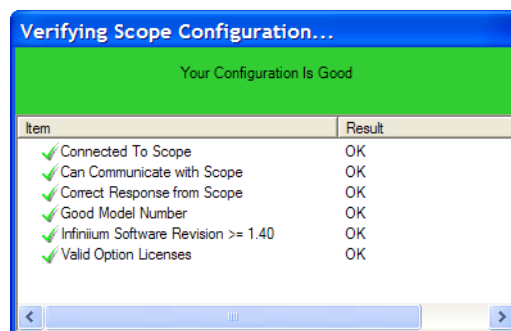 Verifying Scope Configuration...
Your Configuration Is Good
Item Result
Connected To Scope OK
Can Communicate with Scope OK
Correct Response from Scope OK
Good Model Number OK
Infiniium Software Revision >= 1.40 OK
Valid Option Licenses OK